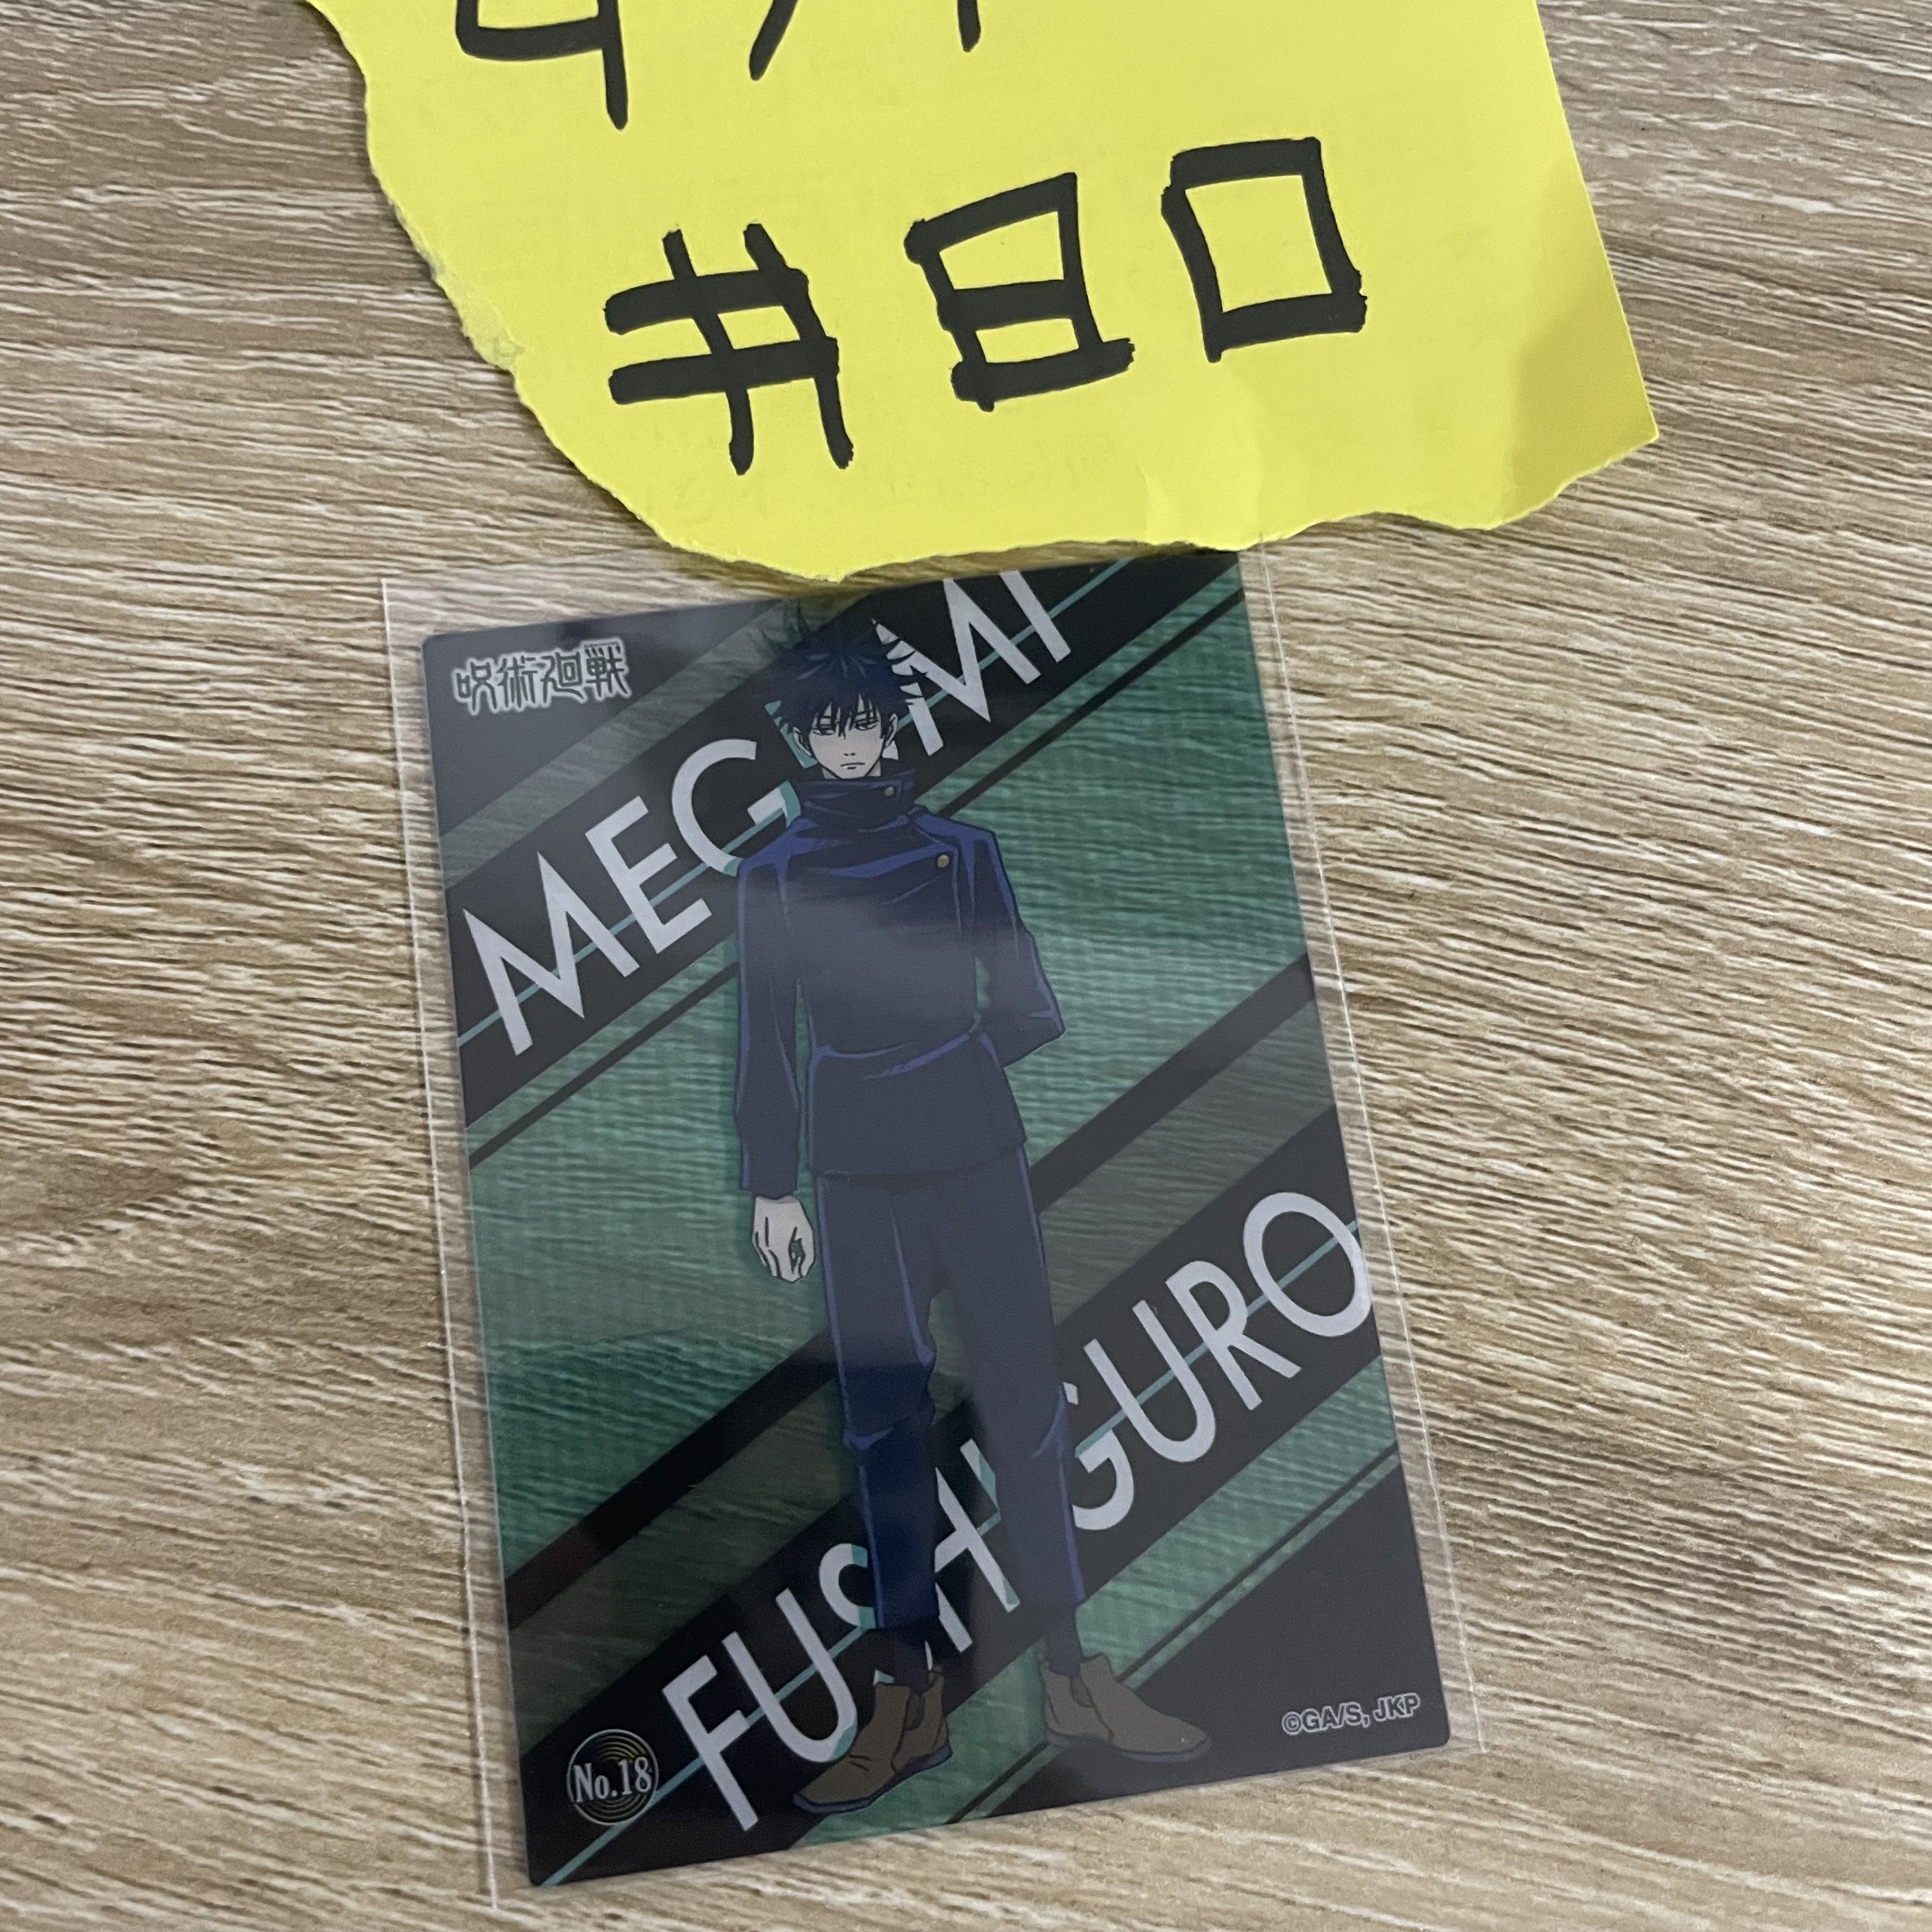 #80
呪術廻戦
MEGUMI
FUSHIGURO
No.18
©GA/S, JKP